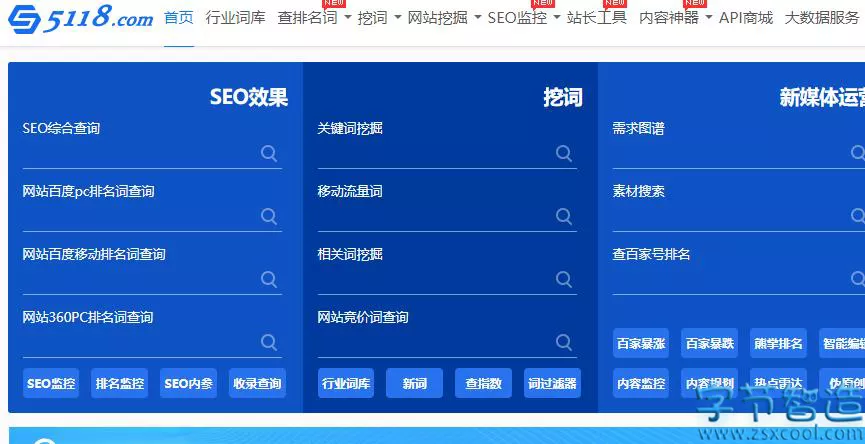 5118.com 首页 行业词库 查排名词 挖词 网站挖掘 SEO监控 站长工具 内容神器 API商城 大数据服务
NEW NEW NEW NEW
SEO效果
SEO综合查询
网站百度pc排名词查询
网站百度移动排名词查询
网站360PC排名词查询
SEO监控 排名监控 SEO内参 收录查询
挖词
关键词挖掘
移动流量词
相关词挖掘
网站竞价词查询
行业词库 新词 查指数 词过滤器
新媒体运营
需求图谱
素材搜索
查百家号排名
百家暴涨 百家暴跌 熊掌排名 智能编辑
内容监控 内容规划 热点雷达 伪原创
字节智造
www.zsxcool.com